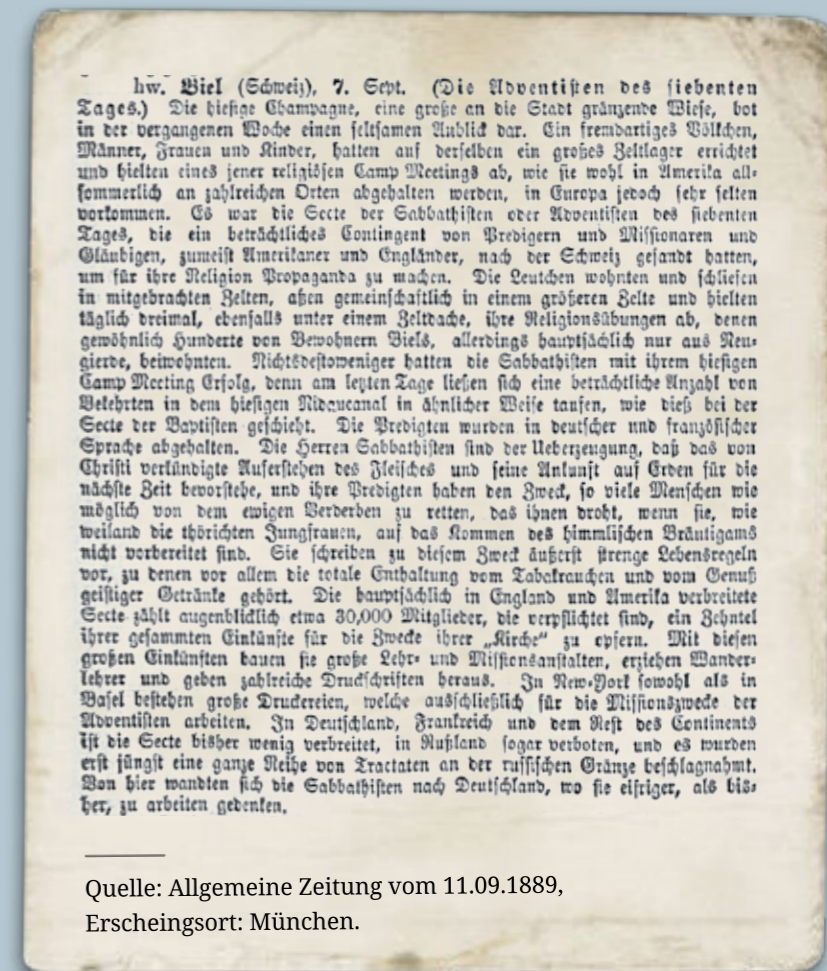 hw. Biel (Schweiz), 7. Sept. (Die Adventisten des siebenten
Tages.) Die hiesige Champagne, eine große an die Stadt gränzende Wiese, bot
in der vergangenen Woche einen seltsamen Anblick dar. Ein fremdartiges Völkchen,
Männer, Frauen und Kinder, hatten auf derselben ein großes Zeltlager errichtet
und hielten eines jener religiösen Camp Meetings ab, wie sie wohl in Amerika all-
sommerlich an zahlreichen Orten abgehalten werden, in Europa jedoch sehr selten
vorkommen. Es war die Secte der Sabbathisten oder Adventisten des siebenten
Tages, die ein beträchtliches Contingent von Predigern und Missionaren und
Gläubigen, zumeist Amerikaner und Engländer, nach der Schweiz gesandt hatten,
um für ihre Religion Propaganda zu machen. Die Leutchen wohnten und schliefen
in mitgebrachten Zelten, aßen gemeinschaftlich in einem größeren Zelte und hielten
täglich dreimal, ebenfalls unter einem Zeltdache, ihre Religionsübungen ab, denen
gewöhnlich Hunderte von Bewohnern Biels, allerdings hauptsächlich nur aus Neu-
gierde, beiwohnten. Nichtsdestoweniger hatten die Sabbathisten mit ihrem hiesigen
Camp Meeting Erfolg, denn am letzten Tage ließen sich eine beträchtliche Anzahl von
Bekehrten in dem hiesigen Nidaucanal in ähnlicher Weise taufen, wie dieß bei der
Secte der Baptisten geschieht. Die Predigten wurden in deutscher und französischer
Sprache abgehalten. Die Herren Sabbathisten sind der Ueberzeugung, daß das von
Christi verkündigte Auferstehen des Fleisches und seine Ankunft auf Erden für die
nächste Zeit bevorstehe, und ihre Predigten haben den Zweck, so viele Menschen wie
möglich von dem ewigen Verderben zu retten, das ihnen droht, wenn sie, wie
weiland die thörichten Jungfrauen, auf das Kommen des himmlischen Bräutigams
nicht vorbereitet sind. Sie schreiben zu diesem Zweck äußerst strenge Lebensregeln
vor, zu denen vor allem die totale Enthaltung vom Tabakrauchen und vom Genuß
geistiger Getränke gehört. Die hauptsächlich in England und Amerika verbreitete
Secte zählt augenblicklich etwa 30,000 Mitglieder, die verpflichtet sind, ein Zehntel
ihrer gesammten Einkünfte für die Zwecke ihrer „Kirche“ zu opfern. Mit diesen
großen Einkünften bauen sie große Lehr- und Missionsanstalten, erziehen Wander-
lehrer und geben zahlreiche Druckschriften heraus. In New-York sowohl als in
Basel bestehen große Druckereien, welche ausschließlich für die Missionszwecke der
Adventisten arbeiten. In Deutschland, Frankreich und dem Rest des Continents
ist die Secte bisher wenig verbreitet, in Rußland sogar verboten, und es wurden
erst jüngst eine ganze Reihe von Tractaten an der russischen Gränze beschlagnahmt.
Von hier wandten sich die Sabbathisten nach Deutschland, wo sie eifriger, als bis-
her, zu arbeiten gedenken.
Quelle: Allgemeine Zeitung vom 11.09.1889,
Erscheingsort: München.